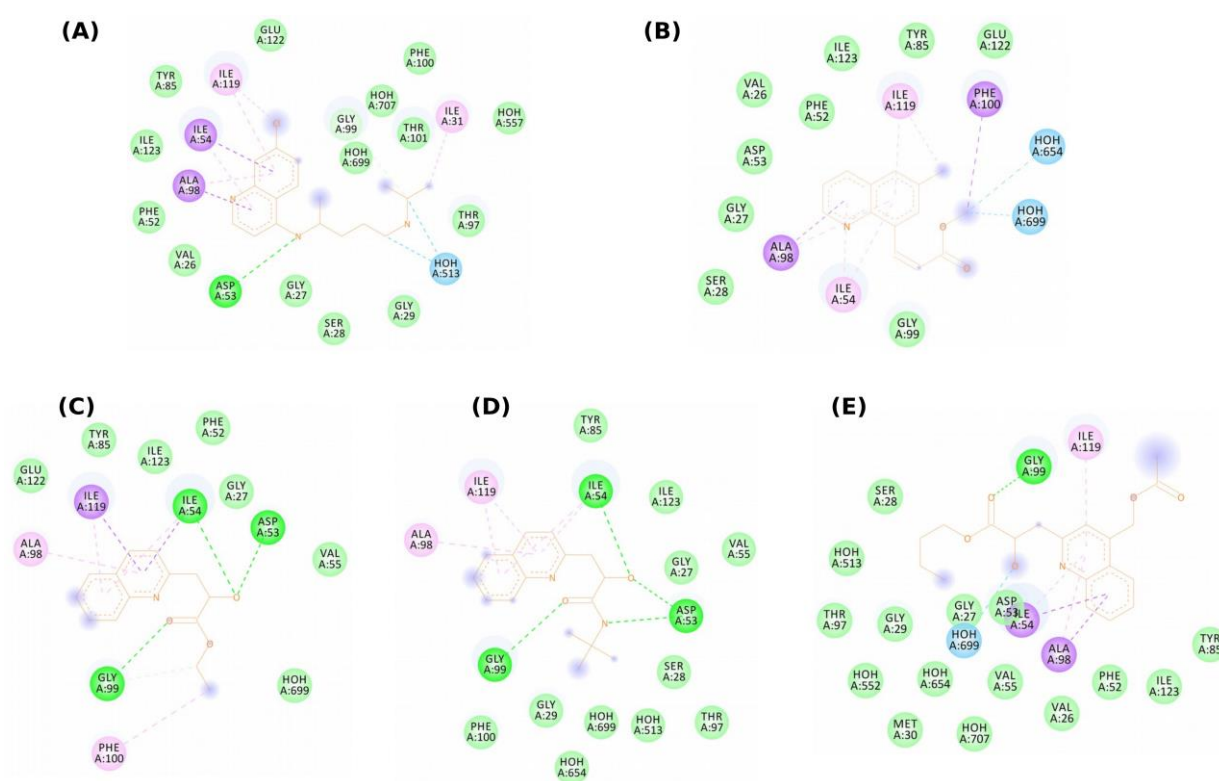 (A)
GLU
A:122
PHE
A:100
TYR
A:85
ILE
A:119
HOH
A:707
ILE
A:31
HOH
A:557
GLY
A:99
THR
A:101
ILE
A:54
ILE
A:123
HOH
A:699
ALA
A:98
PHE
A:52
THR
A:97
VAL
A:26
HOH
A:513
ASP
A:53
GLY
A:27
GLY
A:29
SER
A:28
N
N
N
(B)
ILE
A:123
TYR
A:85
GLU
A:122
VAL
A:26
PHE
A:52
ILE
A:119
PHE
A:100
ASP
A:53
HOH
A:654
GLY
A:27
HOH
A:699
ALA
A:98
SER
A:28
ILE
A:54
GLY
A:99
N
(C)
TYR
A:85
PHE
A:52
ILE
A:123
GLU
A:122
ILE
A:119
ILE
A:54
GLY
A:27
ASP
A:53
ALA
A:98
VAL
A:55
GLY
A:99
HOH
A:699
PHE
A:100
N
(D)
TYR
A:85
ILE
A:119
ILE
A:54
ILE
A:123
ALA
A:98
VAL
A:55
GLY
A:27
ASP
A:53
GLY
A:99
SER
A:28
GLY
A:29
PHE
A:100
HOH
A:699
HOH
A:513
THR
A:97
HOH
A:654
N
N
(E)
ILE
A:119
GLY
A:99
SER
A:28
HOH
A:513
THR
A:97
GLY
A:29
GLY
A:27
ASP
A:53
ILE
A:54
HOH
A:699
ALA
A:98
TYR
A:85
HOH
A:552
HOH
A:654
VAL
A:55
PHE
A:52
ILE
A:123
MET
A:30
HOH
A:707
VAL
A:26
N